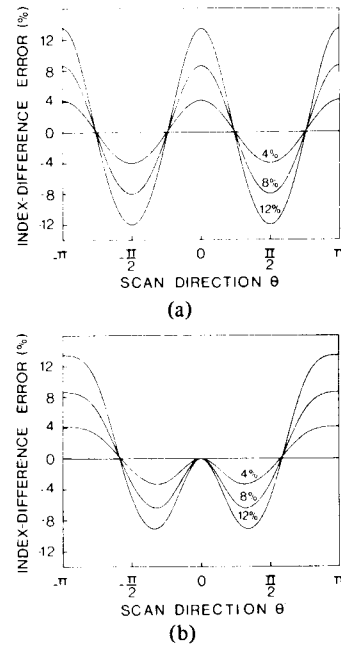 INDEX-DIFFERENCE ERROR (%)
12
8
4
0
-4
-8
-12
4%
8%
12%
-π
-π/2
0
π/2
π
SCAN DIRECTION θ
(a)
INDEX-DIFFERENCE ERROR (%)
12
8
4
0
-4
-8
-12
4%
8%
12%
-π
-π/2
0
π/2
π
SCAN DIRECTION θ
(b)